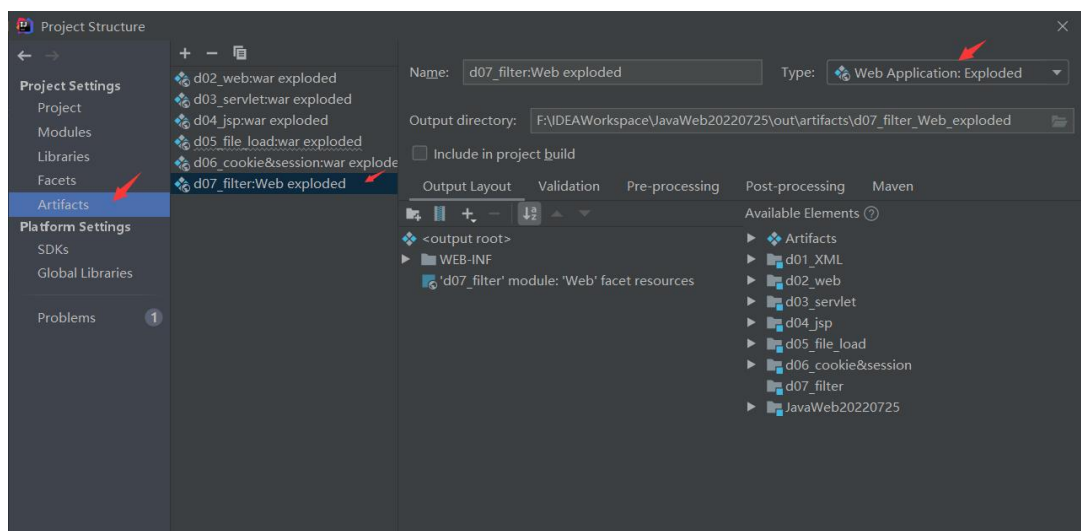 Project Structure
Project Settings
Project
Modules
Libraries
Facets
Artifacts
Platform Settings
SDKs
Global Libraries
Problems 1
d02_web:war exploded
d03_servlet:war exploded
d04_jsp:war exploded
d05_file_load:war exploded
d06_cookie&session:war explode
d07_filter:Web exploded
Name: d07_filter:Web exploded Type: Web Application: Exploded
Output directory: F:\IDEAWorkspace\JavaWeb20220725\out\artifacts\d07_filter_Web_exploded
Include in project build
Output Layout Validation Pre-processing Post-processing Maven
<output root>
WEB-INF
'd07_filter' module: 'Web' facet resources
Available Elements ?
Artifacts
d01_XML
d02_web
d03_servlet
d04_jsp
d05_file_load
d06_cookie&session
d07_filter
JavaWeb20220725